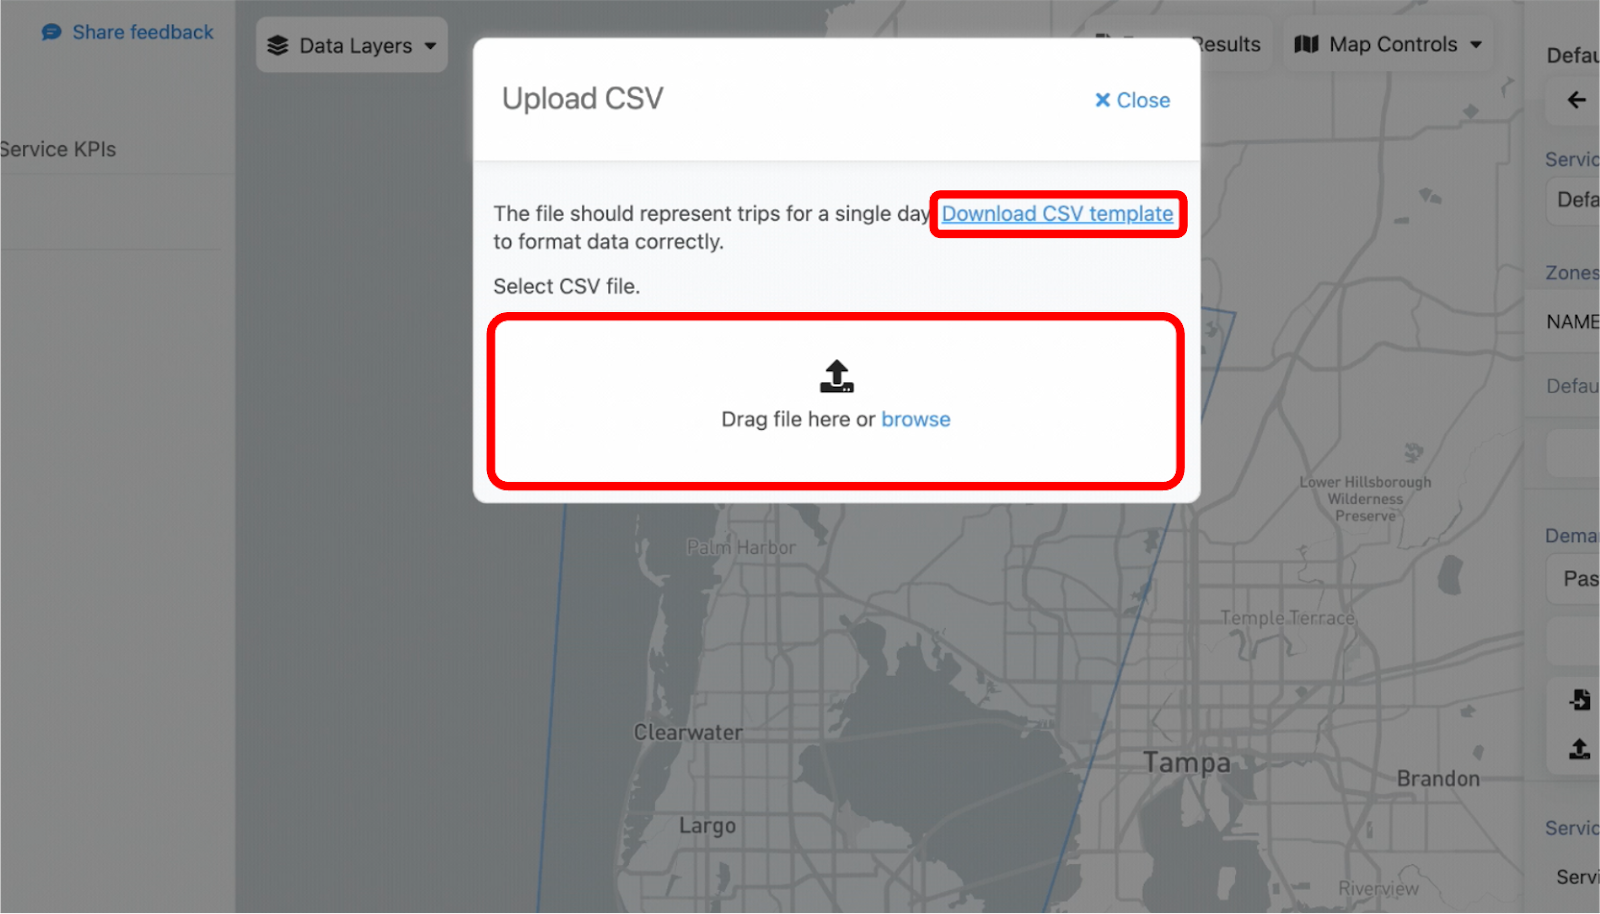 Share feedback
Data Layers
Results
Map Controls
Service KPIs
Upload CSV
Close
The file should represent trips for a single day
Download CSV template
to format data correctly.
Select CSV file.
Drag file here or browse
Lower Hillsborough
Wilderness
Preserve
Palm Harbor
Temple Terrace
Clearwater
Tampa
Brandon
Largo
Riverview
Defau
Servic
Defa
Zones
NAME
Defau
Dema
Pas
Servic
Servi